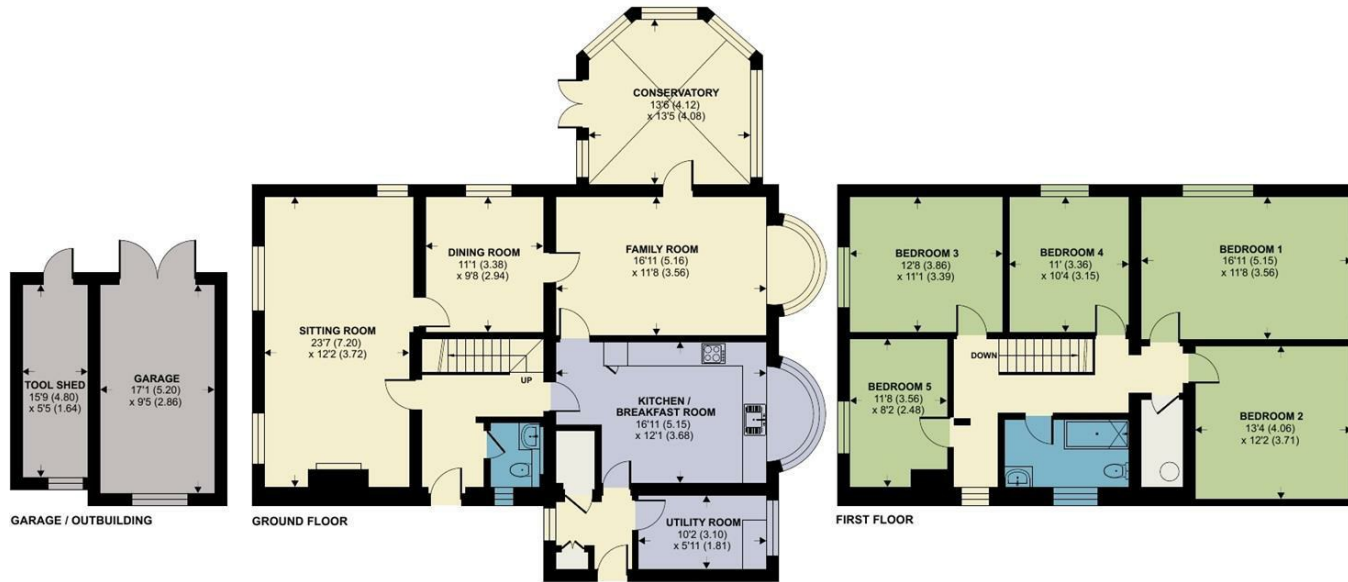 CONSERVATORY
13'6 (4.12)
x 13'5 (4.08)
TOOL SHED
15'9 (4.80)
x 5'5 (1.64)
GARAGE
17'1 (5.20)
x 9'5 (2.86)
GARAGE / OUTBUILDING
SITTING ROOM
23'7 (7.20)
x 12'2 (3.72)
DINING ROOM
11'1 (3.38)
x 9'8 (2.94)
FAMILY ROOM
16'11 (5.16)
x 11'8 (3.56)
UP
KITCHEN /
BREAKFAST ROOM
16'11 (5.15)
x 12'1 (3.68)
UTILITY ROOM
10'2 (3.10)
x 5'11 (1.81)
GROUND FLOOR
BEDROOM 3
12'8 (3.86)
x 11'1 (3.39)
BEDROOM 4
11' (3.36)
x 10'4 (3.15)
BEDROOM 1
16'11 (5.15)
x 11'8 (3.56)
DOWN
BEDROOM 5
11'8 (3.56)
x 8'2 (2.48)
BEDROOM 2
13'4 (4.06)
x 12'2 (3.71)
FIRST FLOOR